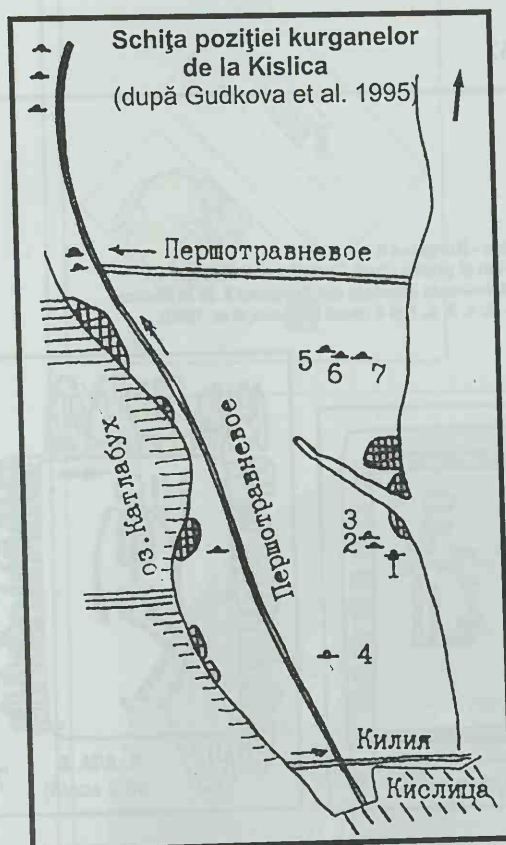 Schiţa poziţiei kurganelor
de la Kislica
(după Gudkova et al. 1995)
Першотравневое
5
6
7
оз.Катлабух
Першотравневое
3
2
1
4
Килия
Кислица